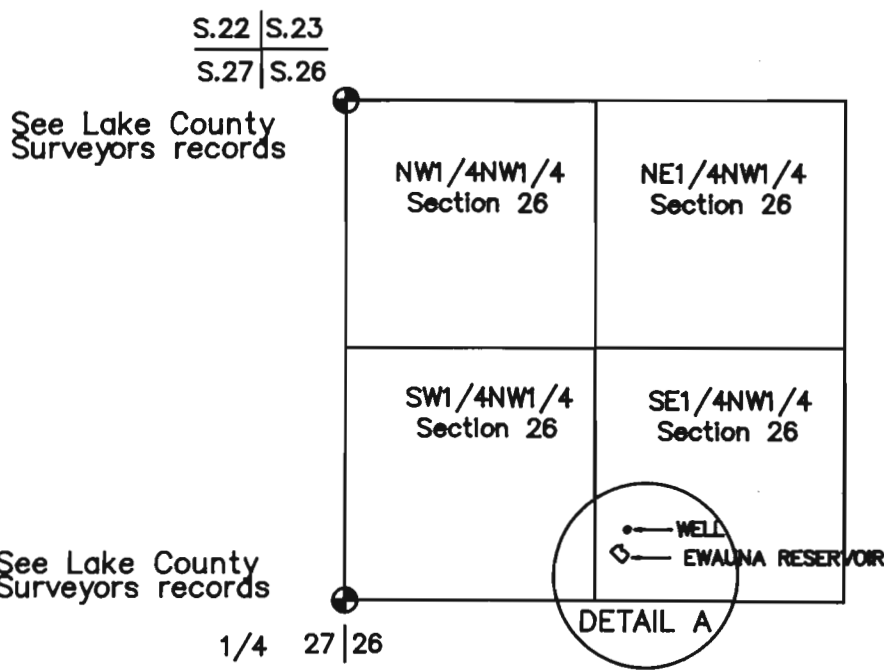 S.22 S.23
S.27 S.26
See Lake County
Surveyors records
NW1/4NW1/4
Section 26
NE1/4NW1/4
Section 26
SW1/4NW1/4
Section 26
SE1/4NW1/4
Section 26
WELL
EWAUNA RESERVOIR
See Lake County
Surveyors records
DETAIL A
1/4 27 26